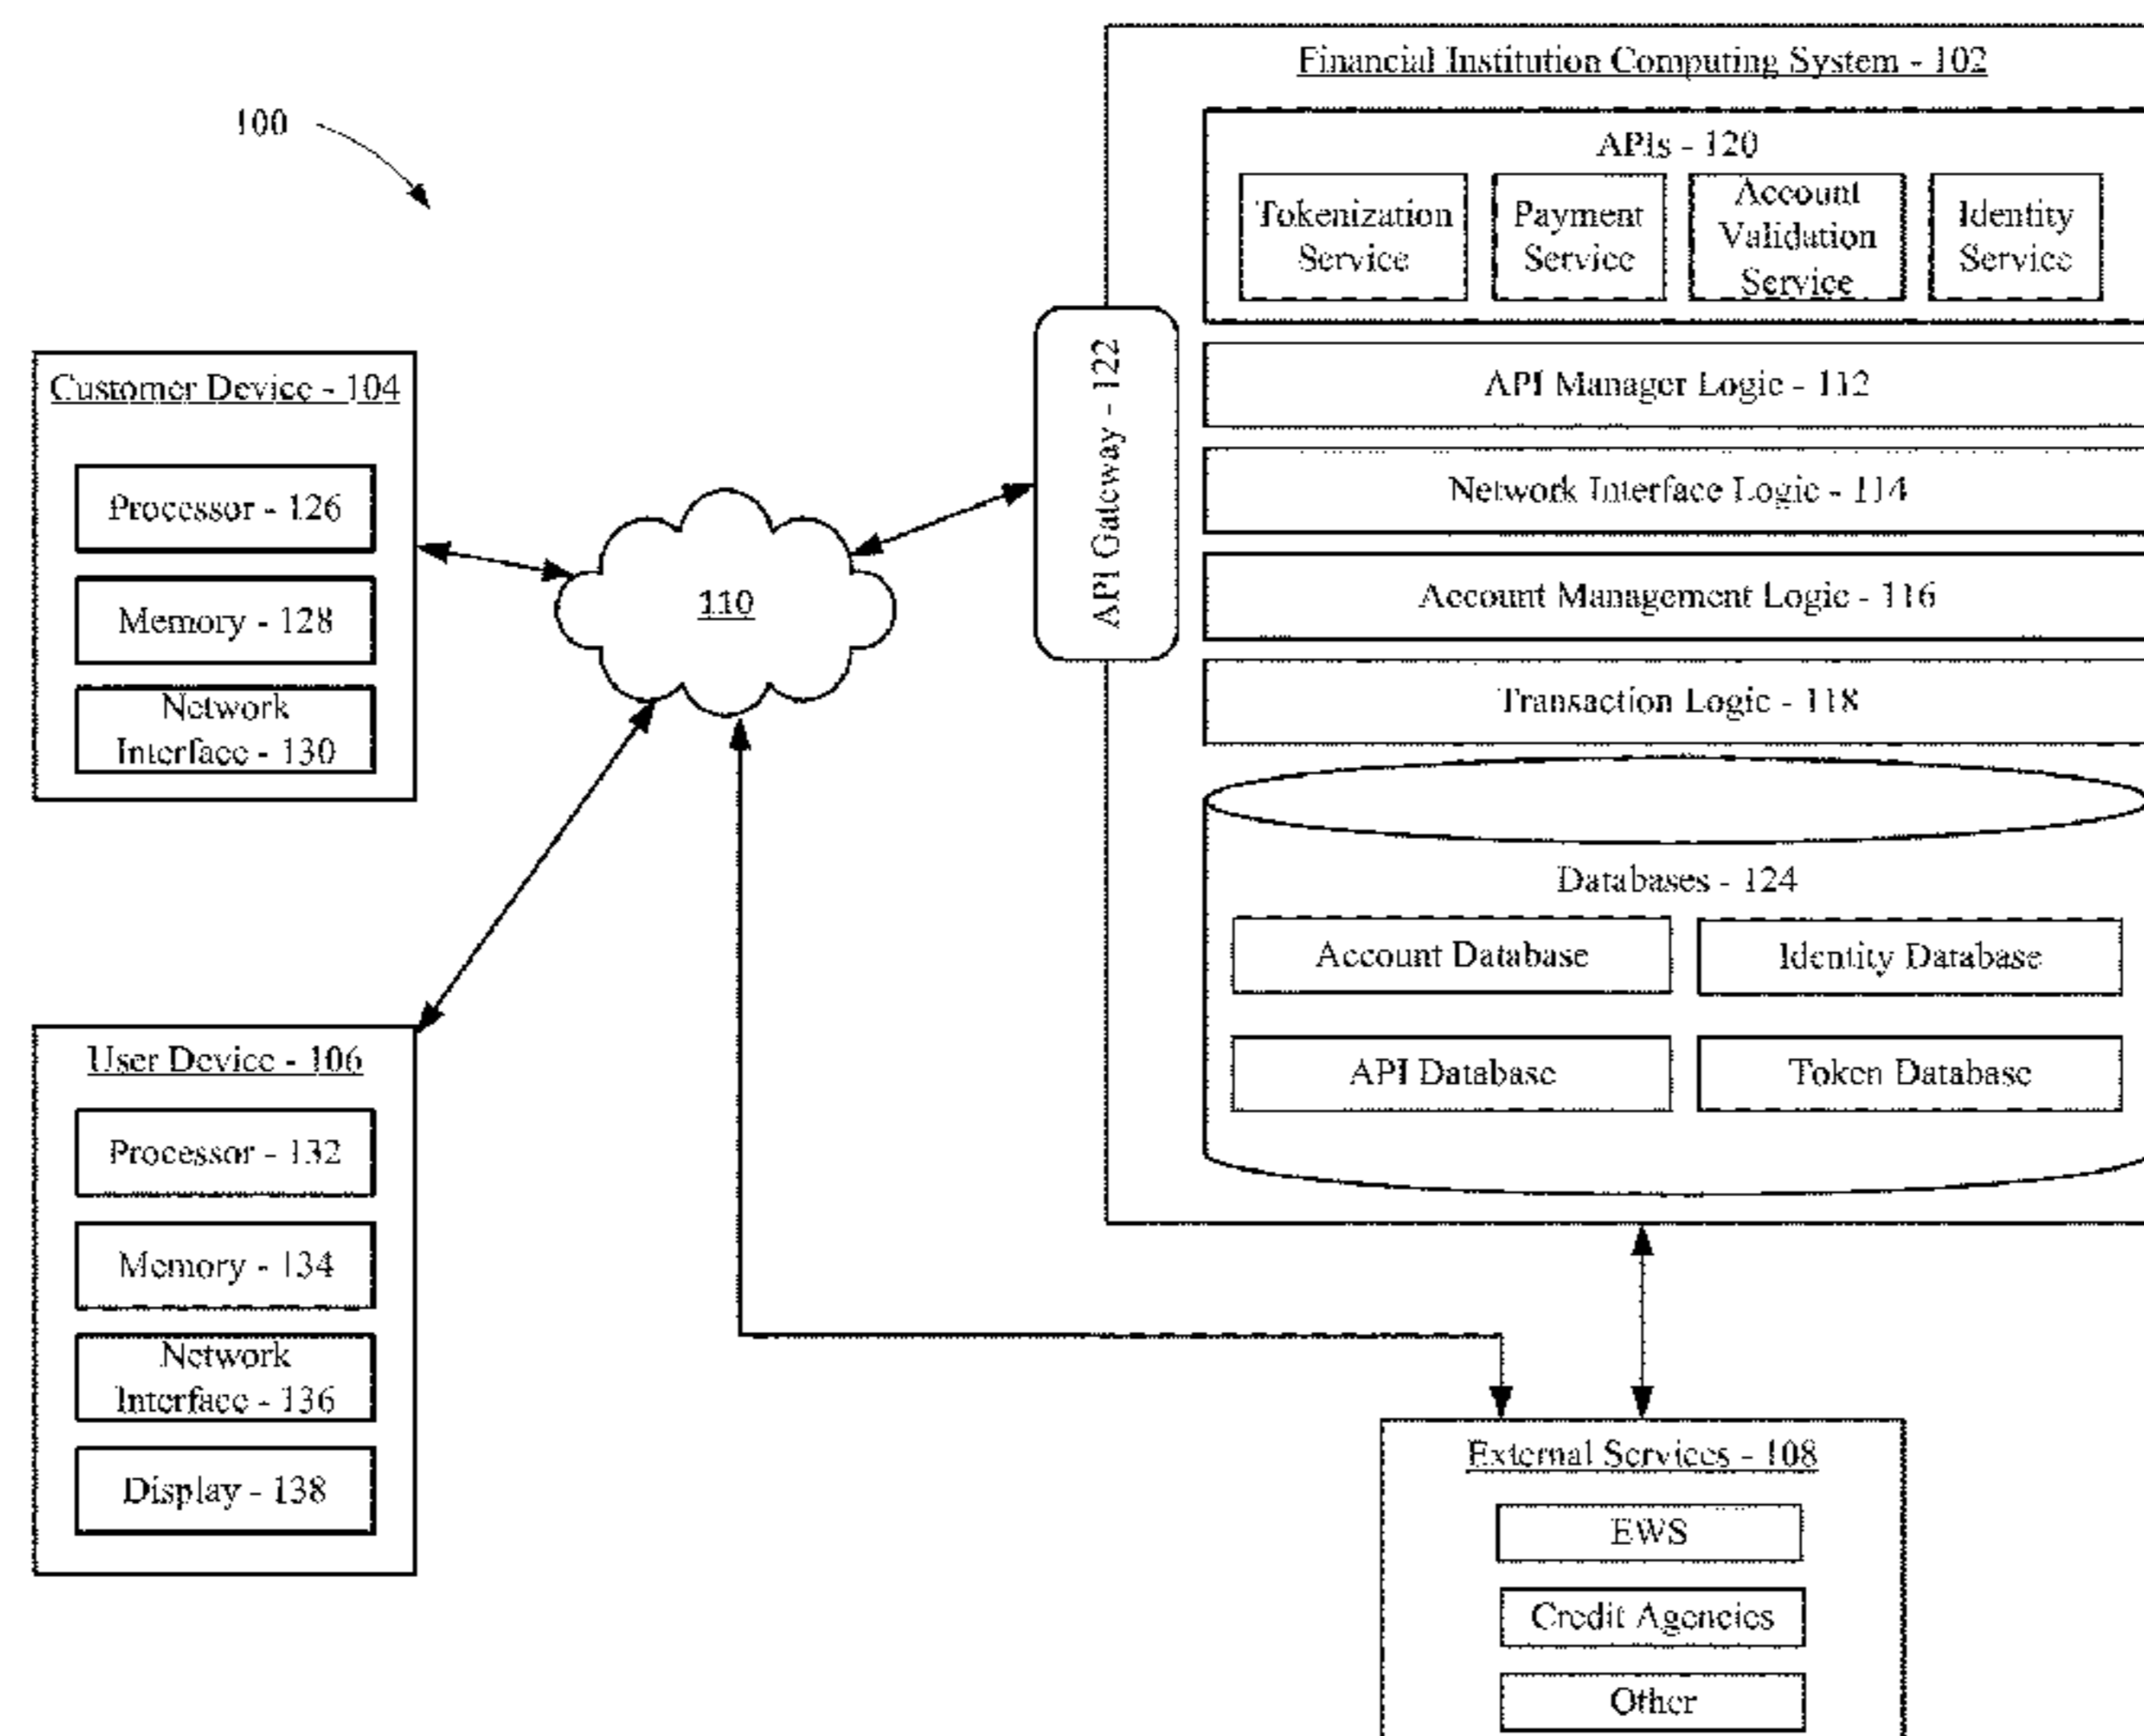 100
Financial Institution Computing System - 102
APIs - 120
Tokenization
Service
Payment
Service
Account
Validation
Service
Identity
Service
API Gateway - 122
API Manager Logic - 112
Network Interface Logic - 114
Account Management Logic - 116
Transaction Logic - 118
Databases - 124
Account Database
Identity Database
API Database
Token Database
Customer Device - 104
Processor - 126
Memory - 128
Network
Interface - 130
110
User Device - 106
Processor - 132
Memory - 134
Network
Interface - 136
Display - 138
External Services - 108
EWS
Credit Agencies
Other